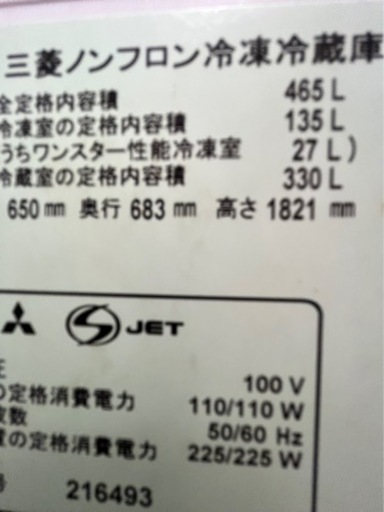 三菱ノンフロン冷凍冷蔵庫
全定格内容積 465 L
冷凍室の定格内容積 135 L
うちワンスター性能冷凍室 27 L )
冷蔵室の定格内容積 330 L
650 mm 奥行 683 mm 高さ 1821 mm
S JET
圧 100 V
の定格消費電力 110/110 W
波数 50/60 Hz
置の定格消費電力 225/225 W
号 216493